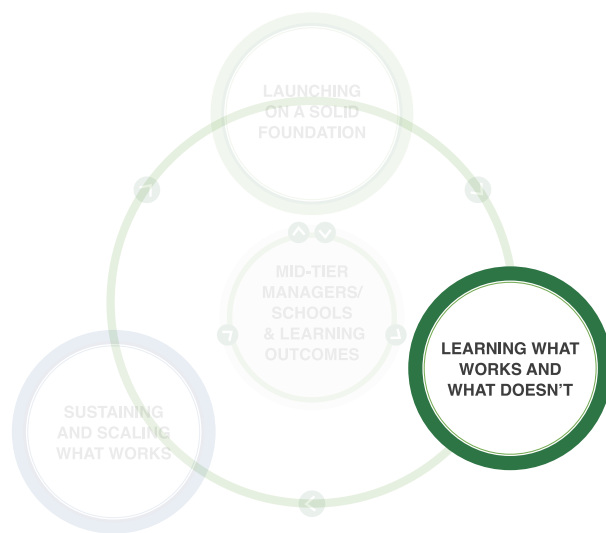 LAUNCHING
ON A SOLID
FOUNDATION
MID-TIER
MANAGERS/
SCHOOLS
& LEARNING
OUTCOMES
LEARNING WHAT
WORKS AND
WHAT DOESN'T
SUSTAINING
AND SCALING
WHAT WORKS